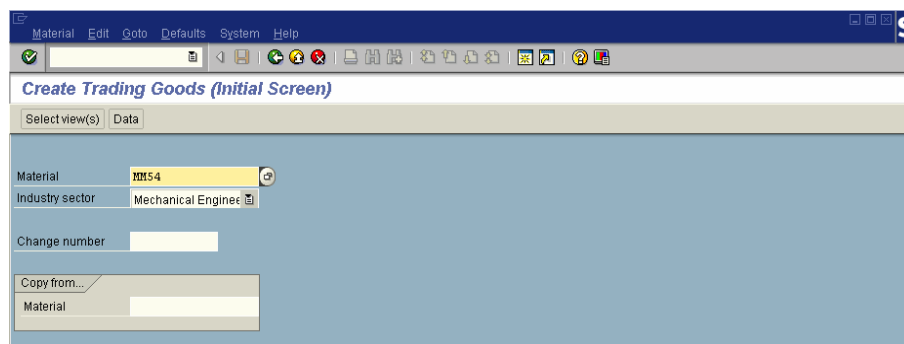 Material Edit Goto Defaults System Help
Create Trading Goods (Initial Screen)
Select view(s) Data
Material MM54
Industry sector Mechanical Enginee
Change number
Copy from...
Material